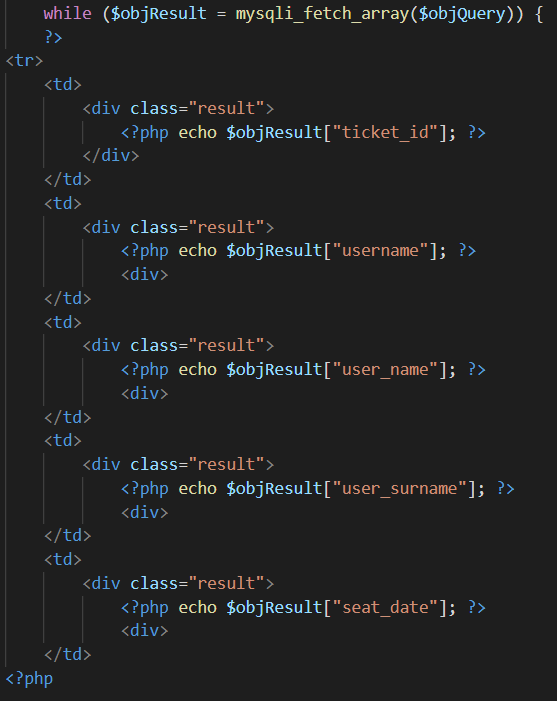 while ($objResult = mysqli_fetch_array($objQuery)) {
?>
<tr>
<td>
<div class="result">
<?php echo $objResult["ticket_id"]; ?>
</div>
</td>
<td>
<div class="result">
<?php echo $objResult["username"]; ?>
<div>
</td>
<td>
<div class="result">
<?php echo $objResult["user_name"]; ?>
<div>
</td>
<td>
<div class="result">
<?php echo $objResult["user_surname"]; ?>
<div>
</td>
<td>
<div class="result">
<?php echo $objResult["seat_date"]; ?>
<div>
</td>
<?php